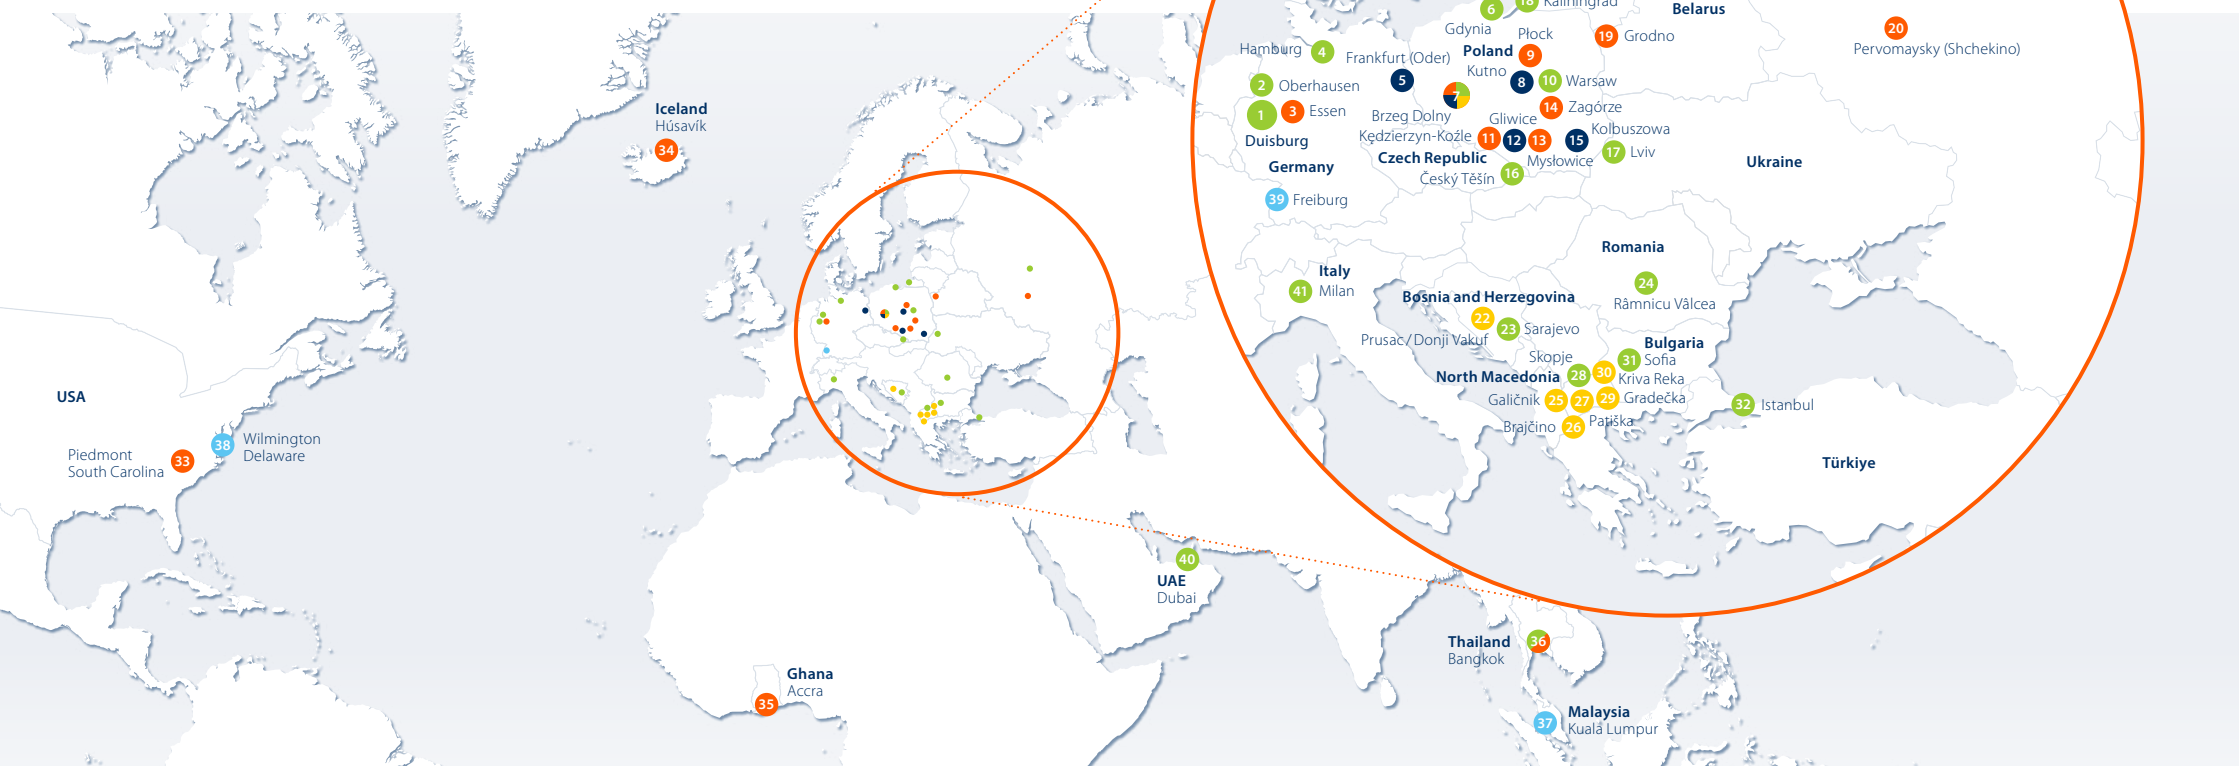 18 Kaliningrad
6
Gdynia
Belarus
20
Pervomaysky (Shchekino)
19 Grodno
Płock
9
Hamburg 4
Frankfurt (Oder)
5
Poland
Kutno
8
10 Warsaw
2 Oberhausen
7
Brzeg Dolny
14 Zagórze
1
Duisburg
3 Essen
Germany
Gliwice
Kolbuszowa
Kędzierzyn-Koźle 11
12
13
15
Mysłowice
17 Lviv
Czech Republic
Český Těšín 16
Ukraine
39 Freiburg
Romania
24
Râmnicu Vâlcea
Italy
41 Milan
Bosnia and Herzegovina
22
23 Sarajevo
Prusac / Donji Vakuf
Bulgaria
31 Sofia
Skopje
28
30
Kriva Reka
North Macedonia
Galičnik 25
27
29 Gradečka
Patiška
Brajčino 26
32 Istanbul
Türkiye
Iceland
Húsavík
34
USA
38 Wilmington
Delaware
Piedmont
South Carolina 33
40
UAE
Dubai
Ghana
Accra
35
Thailand
Bangkok
36
Malaysia
Kuala Lumpur
37